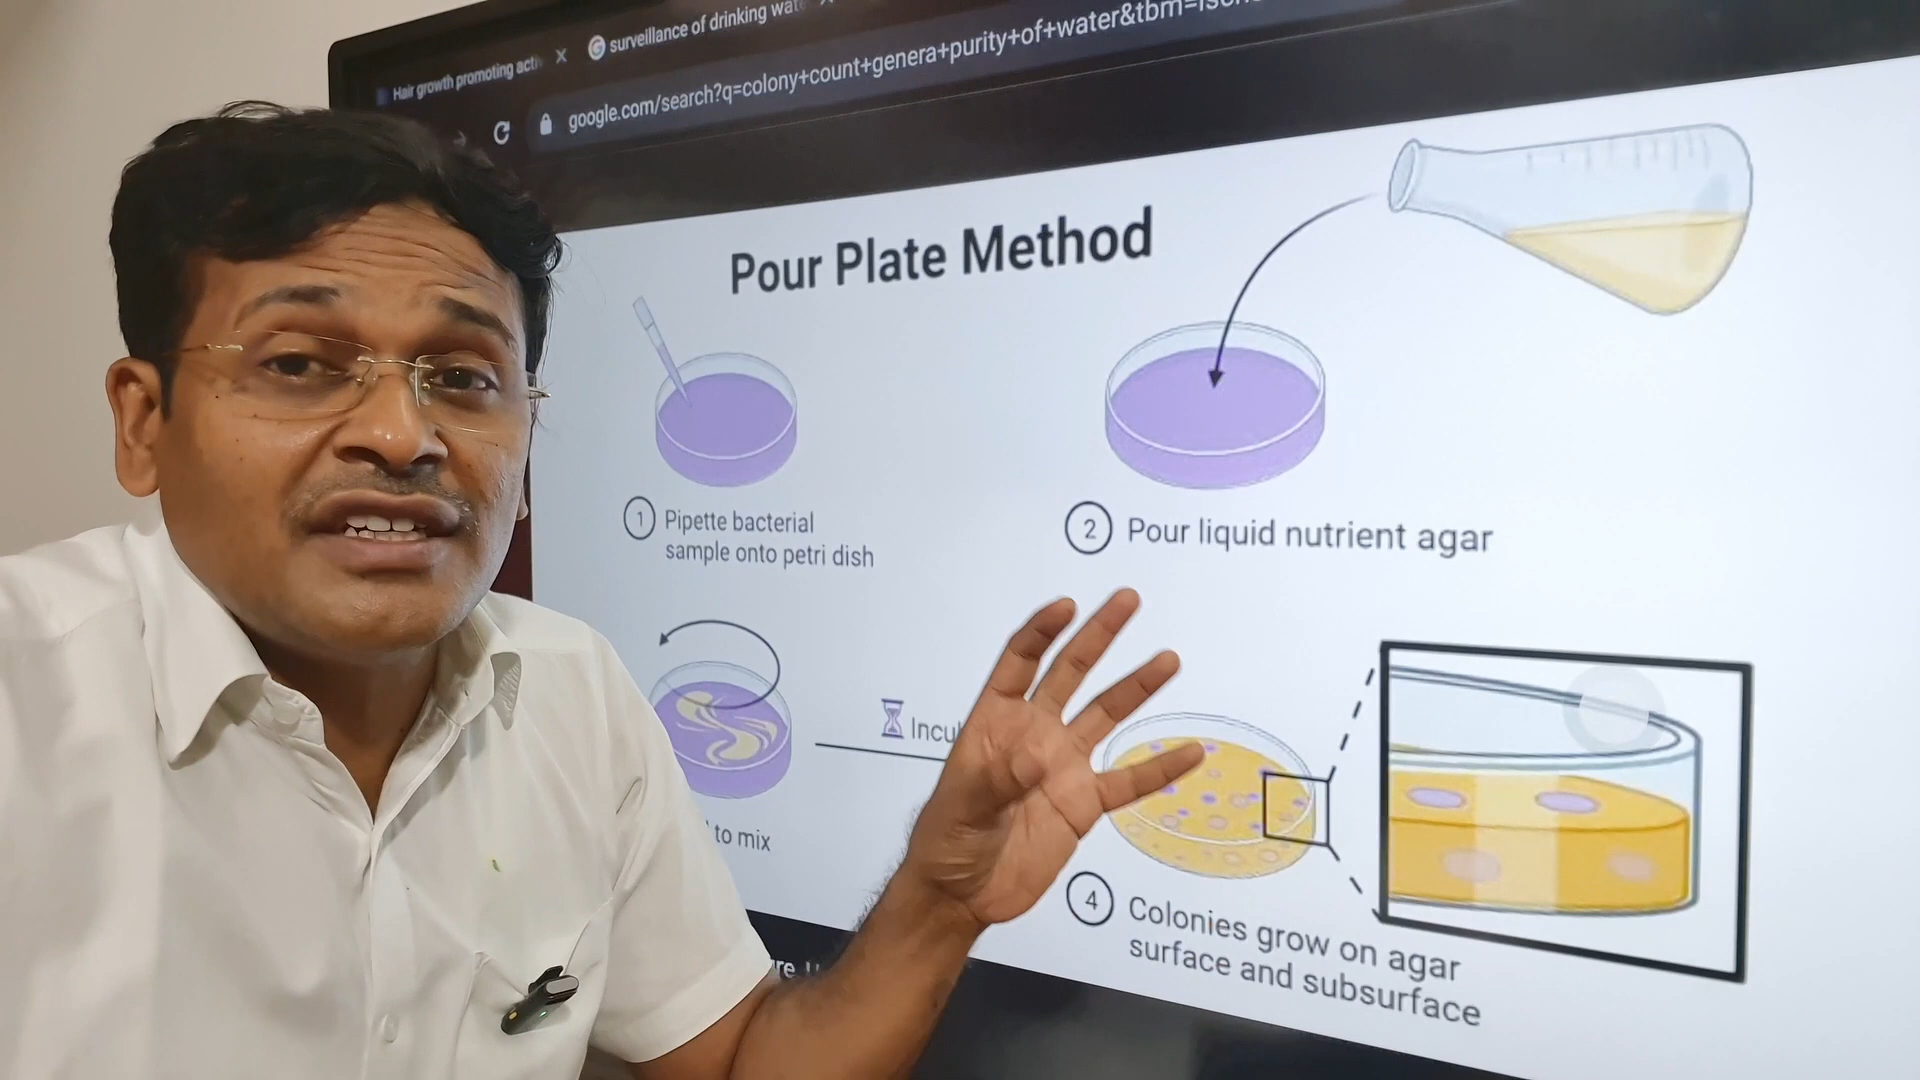 Hair growth promoting acti
surveillance of drinking wate
google.com/search?q=colony+count+genera+purity+of+water&tbm=
Pour Plate Method
1 Pipette bacterial
sample onto petri dish
2 Pour liquid nutrient agar
Incu
to mix
4 Colonies grow on agar
surface and subsurface